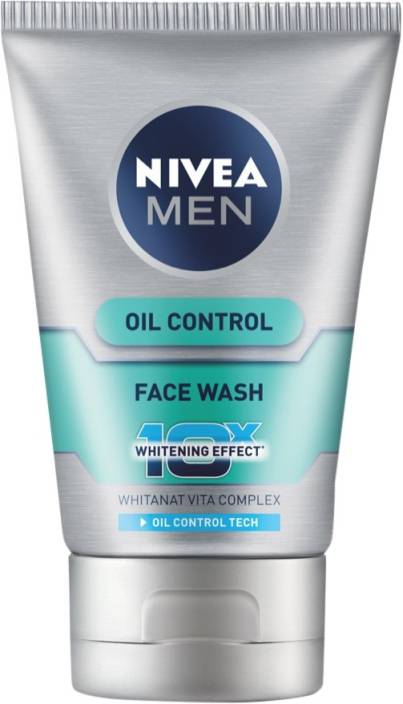 NIVEA
MEN
OIL CONTROL
FACE WASH
10X
WHITENING EFFECT*
WHITANAT VITA COMPLEX
OIL CONTROL TECH